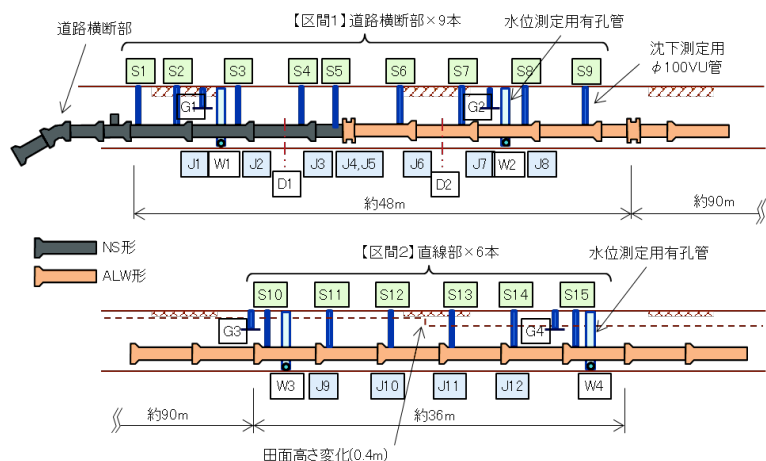 【区間1】道路横断部×9本
水位測定用有孔管
道路横断部
沈下測定用
φ100VU管
S1
S2
S3
S4
S5
S6
S7
S8
S9
G1
G2
J1
W1
J2
J3
J4,J5
J6
J7
W2
J8
D1
D2
約48m
約90m
NS形
ALW形
【区間2】直線部×6本
水位測定用有孔管
S10
S11
S12
S13
S14
S15
G3
G4
W3
J9
J10
J11
J12
W4
約90m
約36m
田面高さ変化(0.4m)